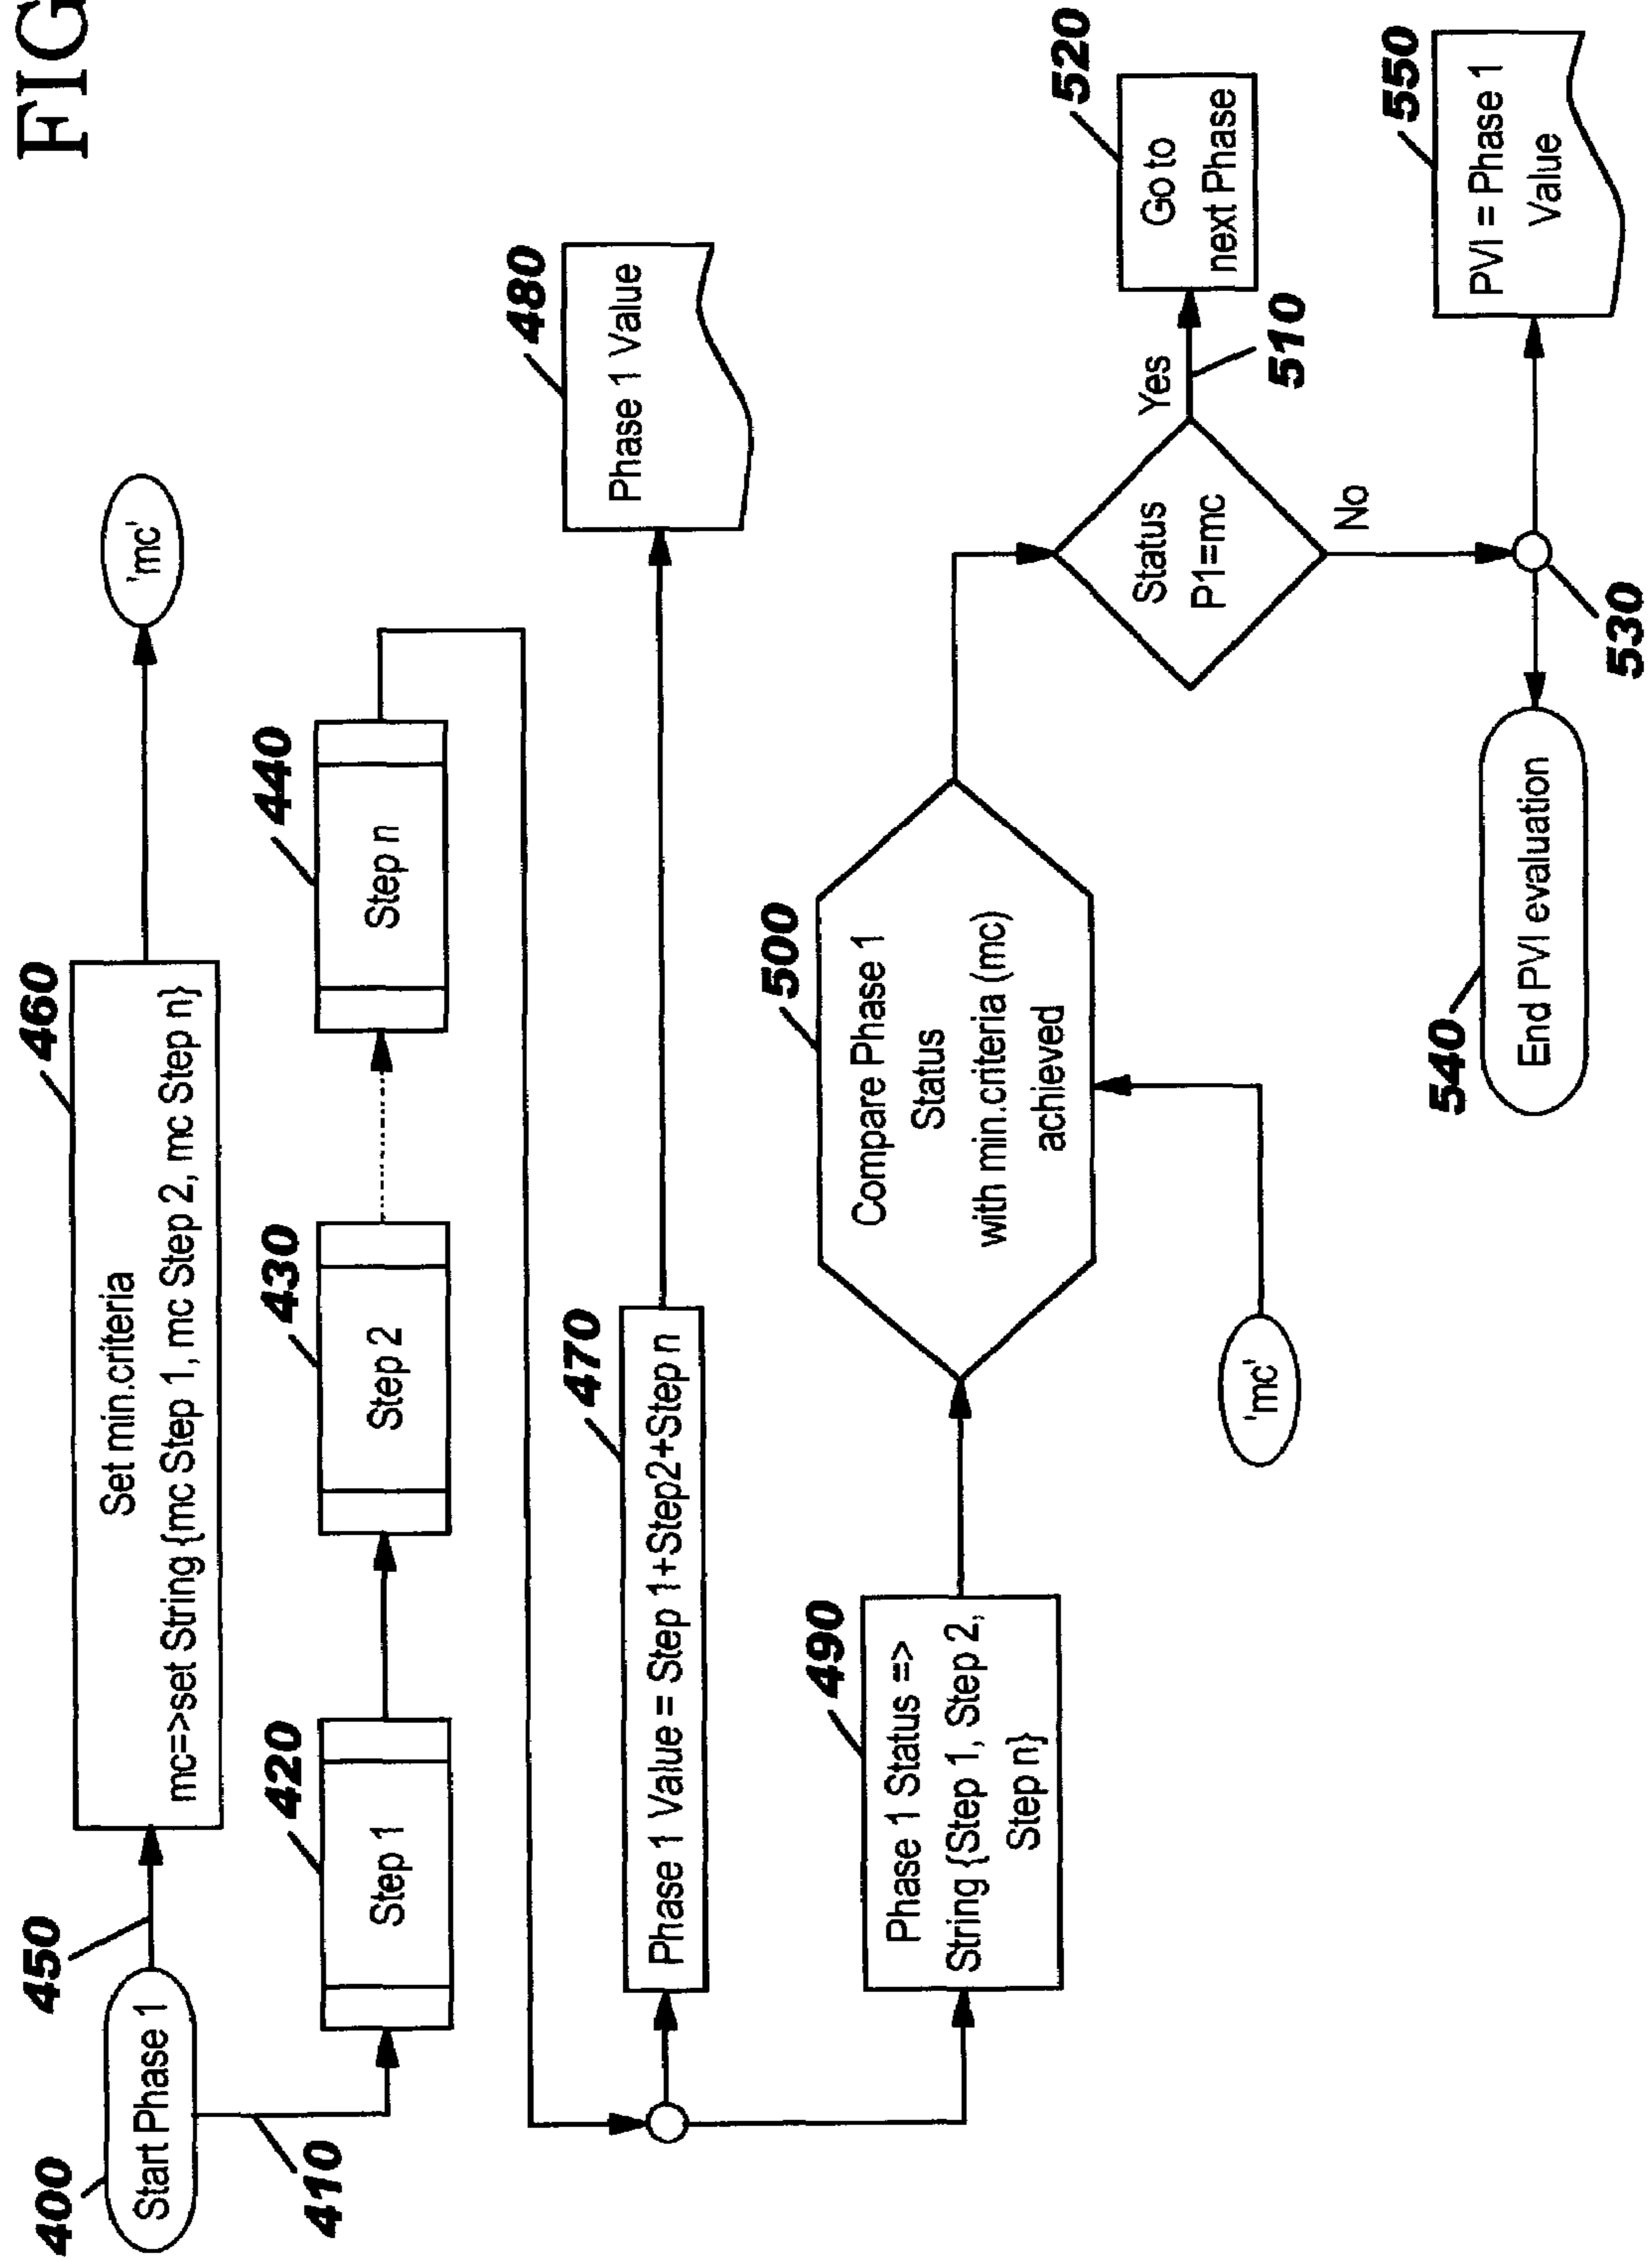 FIG
400
Start Phase 1
450
460
Set min.criteria
mc=>set String {mc Step 1, mc Step 2, mc Step n}
'mc'
410
420
Step 1
430
Step 2
440
Step n
470
Phase 1 Value = Step 1+Step2+Step n
480
Phase 1 Value
490
Phase 1 Status =>
String {Step 1, Step 2,
Step n}
500
Compare Phase 1
Status
with min.criteria (mc)
achieved
'mc'
Status
P1=mc
Yes
510
520
Go to
next Phase
No
530
540
End PVI evaluation
550
PVI = Phase 1
Value